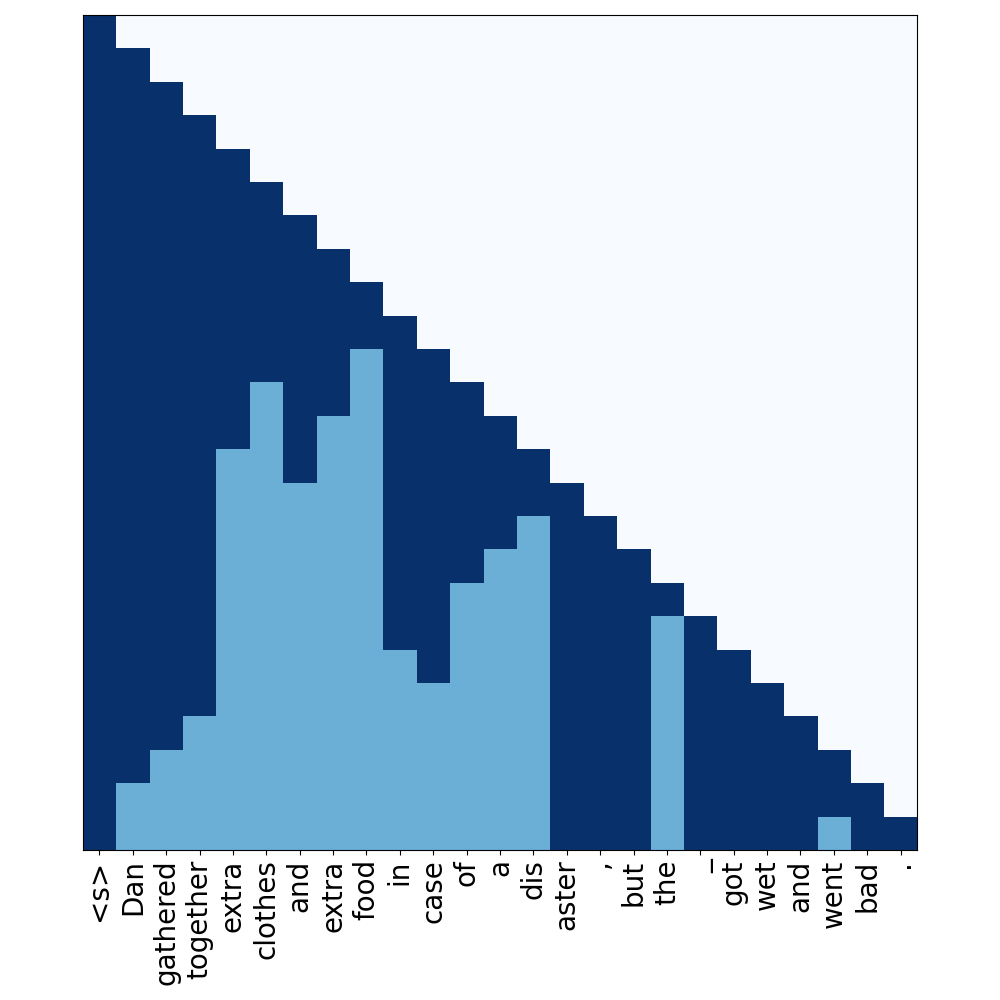 <s>
Dan
gathered
together
extra
clothes
and
extra
food
in
case
of
a
dis
aster
,
but
the
_
got
wet
and
went
bad
.